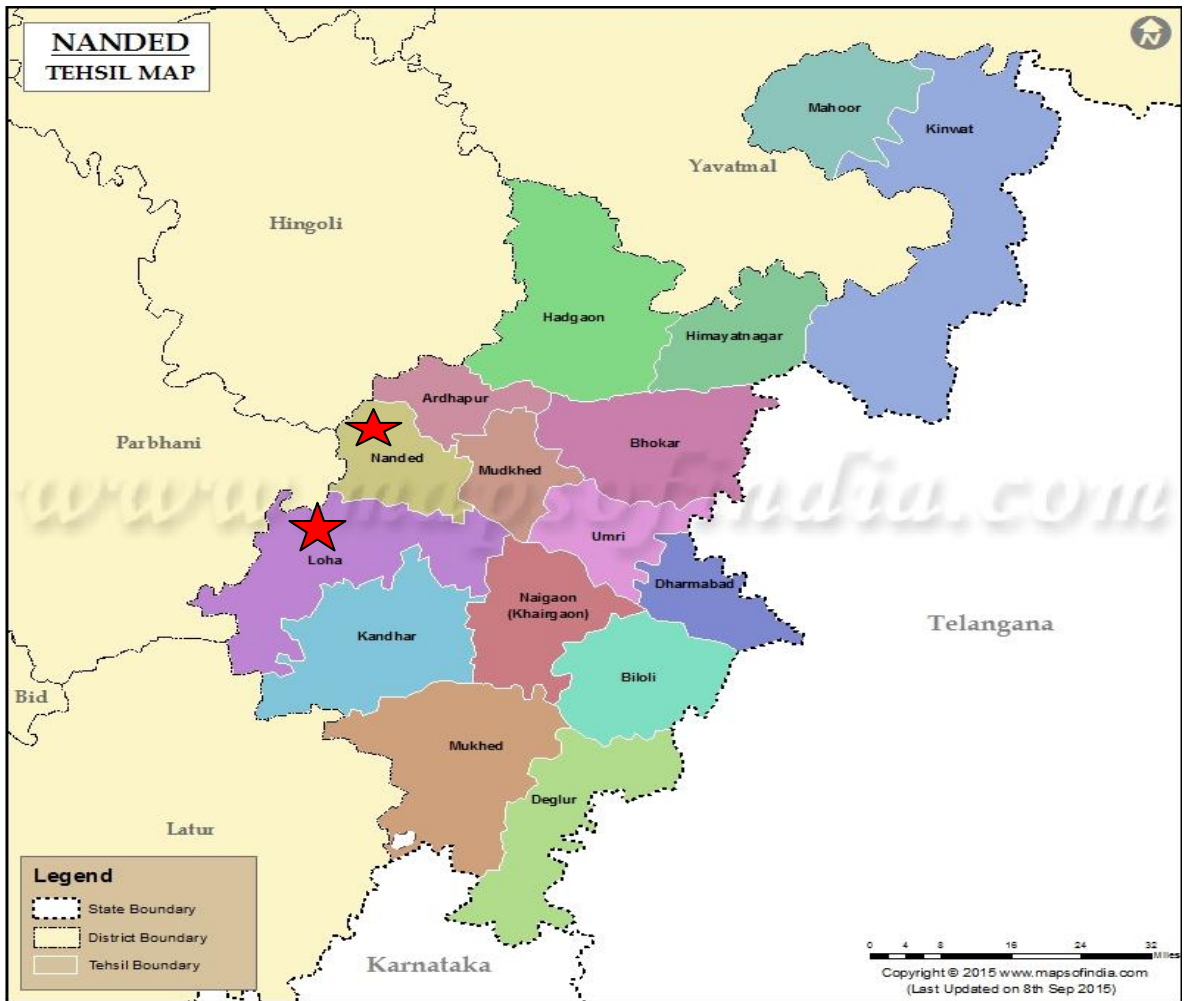 NANDED
TEHSIL MAP
N
Mahoor
Kinwat
Yavatmal
Hingoli
Hadgaon
Himayatnagar
Ardhapur
Parbhani
Bhokar
Nanded
Mudkhed
www.mapsofindia.com
Umri
Loha
Dharmabad
Naigaon
(Khairgaon)
Telangana
Kandhar
Biloli
Bid
Mukhed
Deglur
Latur
Legend
State Boundary
District Boundary
Tehsil Boundary
Karnataka
0 4 8 16 24 32
Miles
Copyright © 2015 www.mapsofindia.com
(Last Updated on 8th Sep 2015)